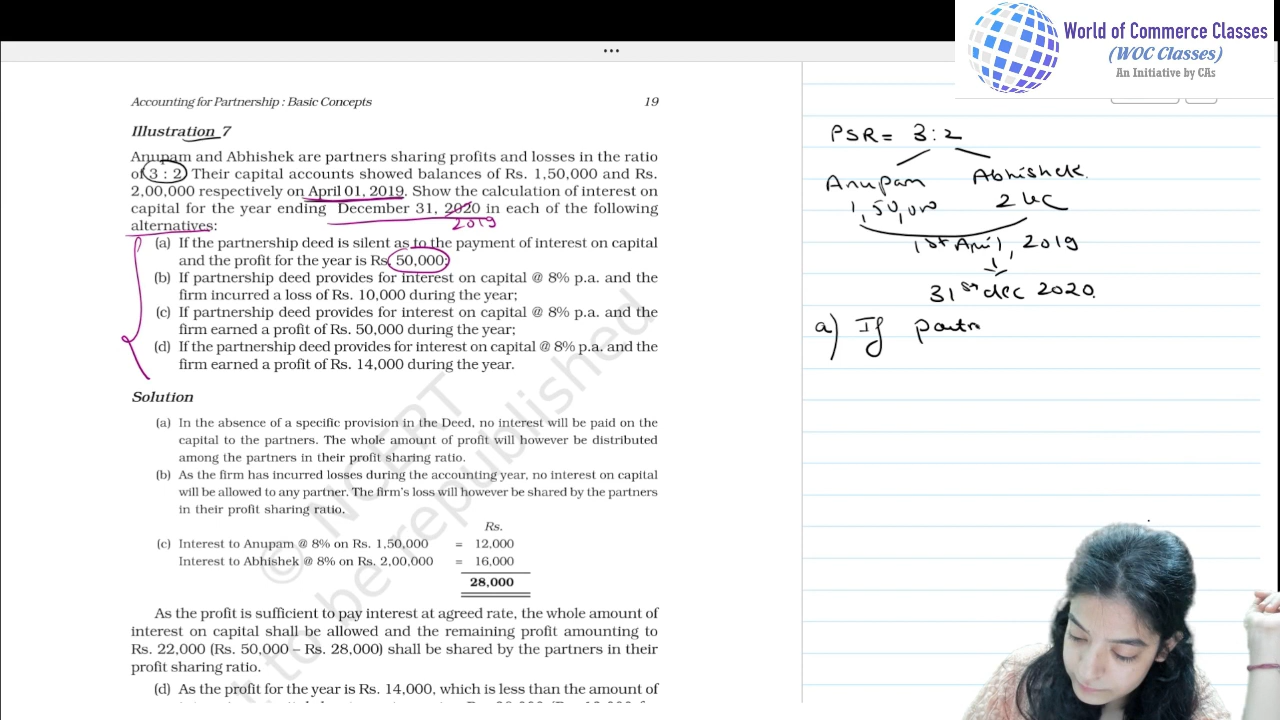 World of Commerce Classes
(WOC Classes)
An Initiative by CAs
Accounting for Partnership : Basic Concepts 19
Illustration 7
Anupam and Abhishek are partners sharing profits and losses in the ratio
of 3 : 2 Their capital accounts showed balances of Rs. 1,50,000 and Rs.
2,00,000 respectively on April 01, 2019. Show the calculation of interest on
capital for the year ending December 31, 2020 in each of the following
2019
alternatives:
(a) If the partnership deed is silent as to the payment of interest on capital
and the profit for the year is Rs. 50,000;
(b) If partnership deed provides for interest on capital @ 8% p.a. and the
firm incurred a loss of Rs. 10,000 during the year;
(c) If partnership deed provides for interest on capital @ 8% p.a. and the
firm earned a profit of Rs. 50,000 during the year;
(d) If the partnership deed provides for interest on capital @ 8% p.a. and the
firm earned a profit of Rs. 14,000 during the year.
Solution
(a) In the absence of a specific provision in the Deed, no interest will be paid on the
capital to the partners. The whole amount of profit will however be distributed
among the partners in their profit sharing ratio.
(b) As the firm has incurred losses during the accounting year, no interest on capital
will be allowed to any partner. The firm's loss will however be shared by the partners
in their profit sharing ratio.
Rs.
(c) Interest to Anupam @ 8% on Rs. 1,50,000 = 12,000
Interest to Abhishek @ 8% on Rs. 2,00,000 = 16,000
28,000
As the profit is sufficient to pay interest at agreed rate, the whole amount of
interest on capital shall be allowed and the remaining profit amounting to
Rs. 22,000 (Rs. 50,000 – Rs. 28,000) shall be shared by the partners in their
profit sharing ratio.
(d) As the profit for the year is Rs. 14,000, which is less than the amount of
© NCERT
not to be republished
PSR = 3:2
Anupam Abhishek.
1,50,000 2 lac
1st April, 2019
31st dec 2020.
a) If partn